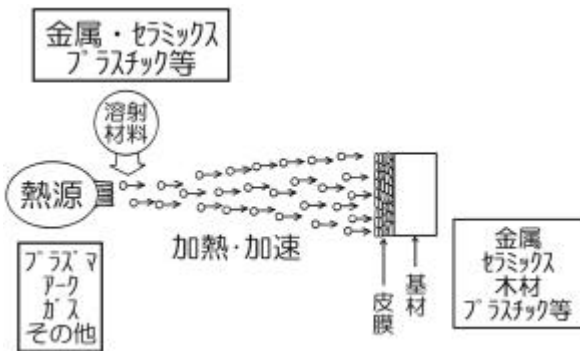 金属・セラミックス
プラスチック等
溶射
材料
熱源
加熱・加速
プラズマ
アーク
ガス
その他
皮膜
基材
金属
セラミックス
木材
プラスチック等